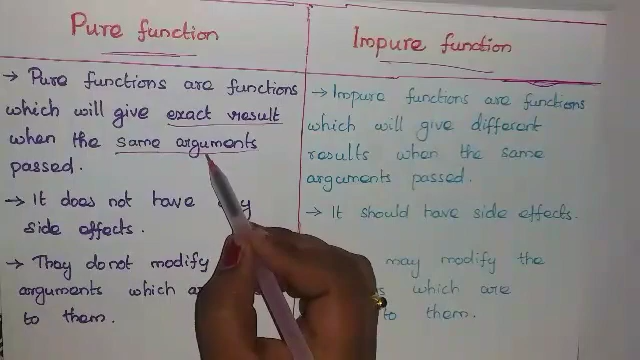 Pure function
→ Pure functions are functions
which will give exact result
when the same arguments
passed.
→ It does not have
side effects.
→ They do not modify
arguments which
to them.
Impure function
→ Impure functions are functions
which will give different
results when the same
arguments passed.
→ It should have side effects.
may modify the
which are
to them.